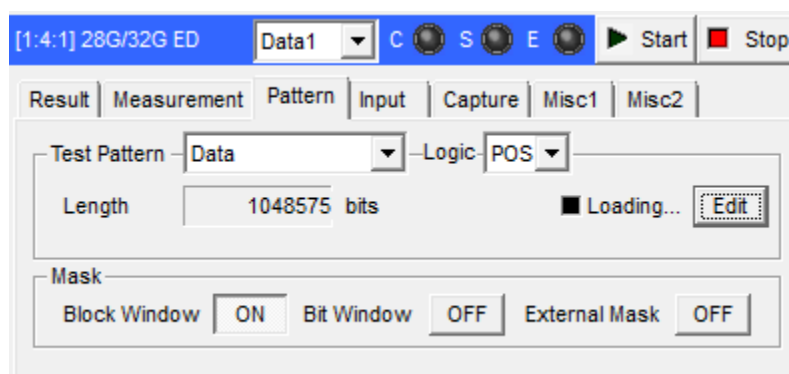 [1:4:1] 28G/32G ED Data1 C S E Start Stop
Result Measurement Pattern Input Capture Misc1 Misc2
Test Pattern Data Logic POS
Length 1048575 bits Loading... Edit
Mask
Block Window ON Bit Window OFF External Mask OFF